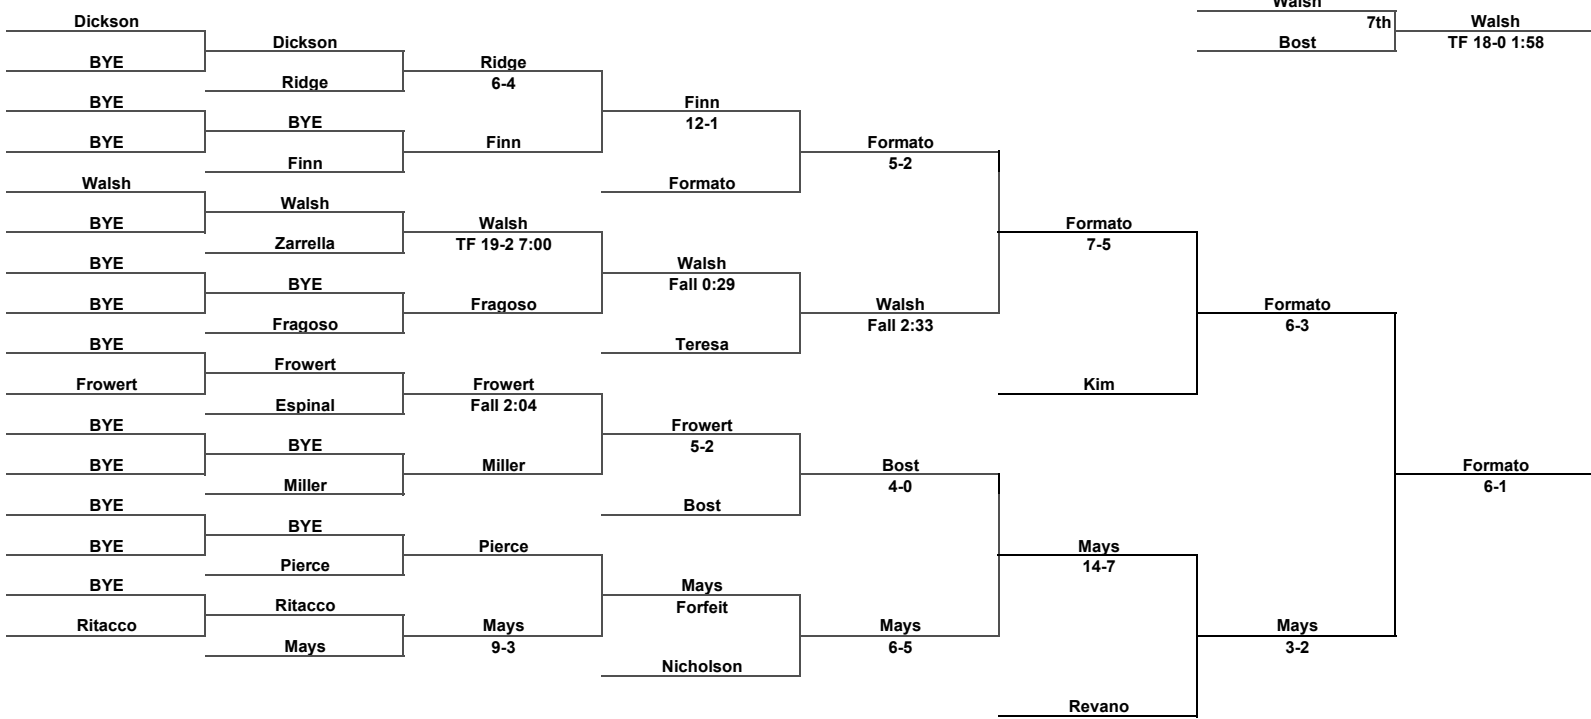 Walsh
7th
Walsh
Bost
TF 18-0 1:58
Dickson
BYE
BYE
BYE
Walsh
BYE
BYE
BYE
BYE
Frowert
BYE
BYE
BYE
BYE
BYE
Ritacco
Dickson
Ridge
BYE
Finn
Walsh
Zarrella
BYE
Fragoso
Frowert
Espinal
BYE
Miller
BYE
Pierce
Ritacco
Mays
Ridge
6-4
Finn
Walsh
TF 19-2 7:00
Fragoso
Frowert
Fall 2:04
Miller
Pierce
Mays
9-3
Finn
12-1
Formato
Walsh
Fall 0:29
Teresa
Frowert
5-2
Bost
Mays
Forfeit
Nicholson
Formato
5-2
Walsh
Fall 2:33
Bost
4-0
Mays
6-5
Formato
7-5
Kim
Mays
14-7
Revano
Formato
6-3
Mays
3-2
Formato
6-1